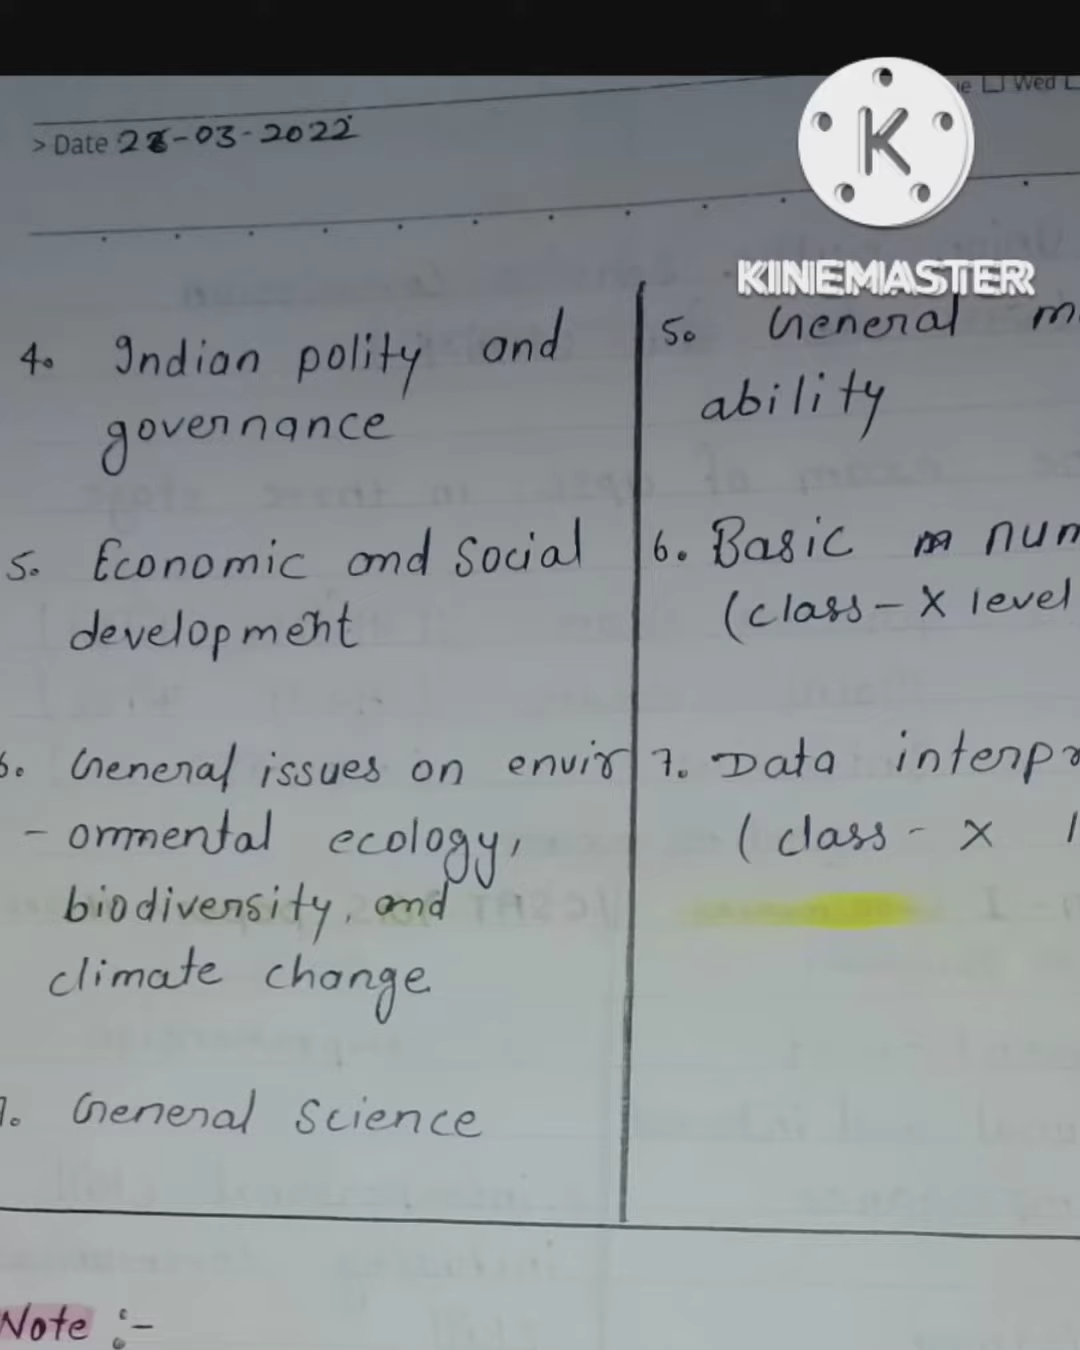 > Date 28-03-2022
e Wed
K
KINEMASTER
4. Indian polity and
governance
5. Economic and Social
development
6. General issues on envir
- onmental ecology,
biodiversity, and
climate change
7. General Science
5. General m
ability
6. Basic num
(class - X level
7. Data interpr
(class - X l
Note :-